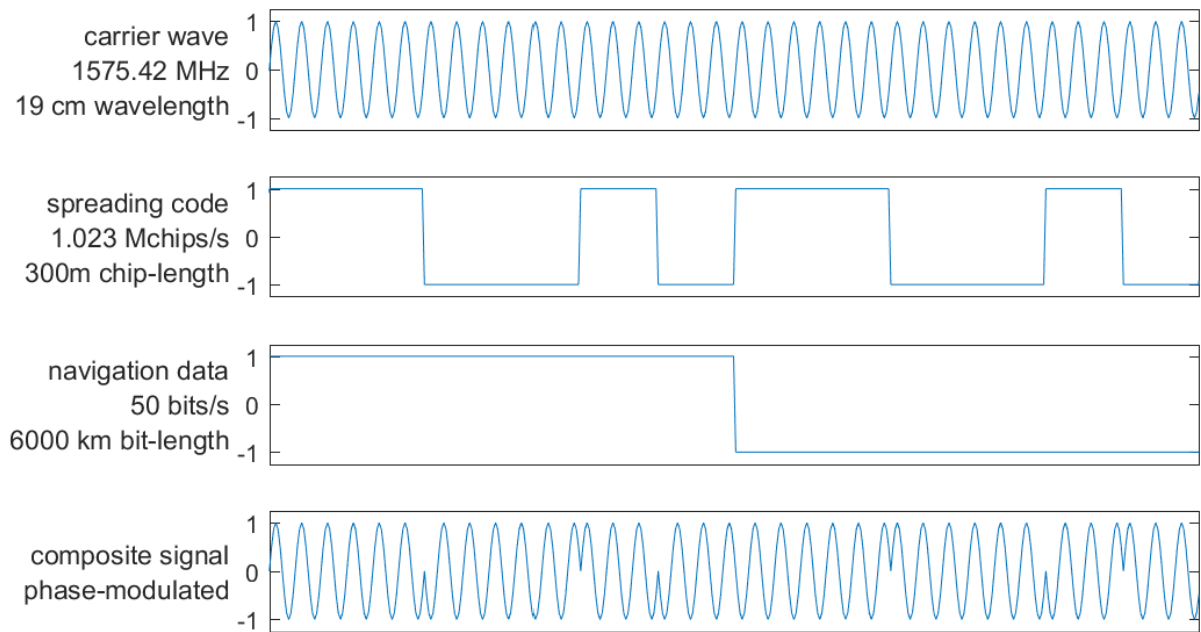 1
carrier wave
1575.42 MHz
0
19 cm wavelength
-1
1
spreading code
1.023 Mchips/s
0
300m chip-length
-1
1
navigation data
50 bits/s
0
6000 km bit-length
-1
1
composite signal
0
phase-modulated
-1